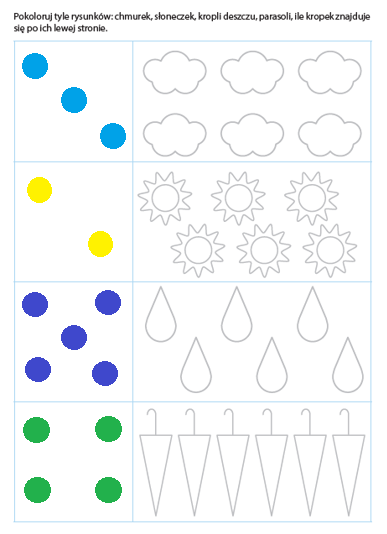 Pokoloruj tyle rysunków: chmurek, słoneczek, kropli deszczu, parasoli, ile kropek znajduje
się po ich lewej stronie.